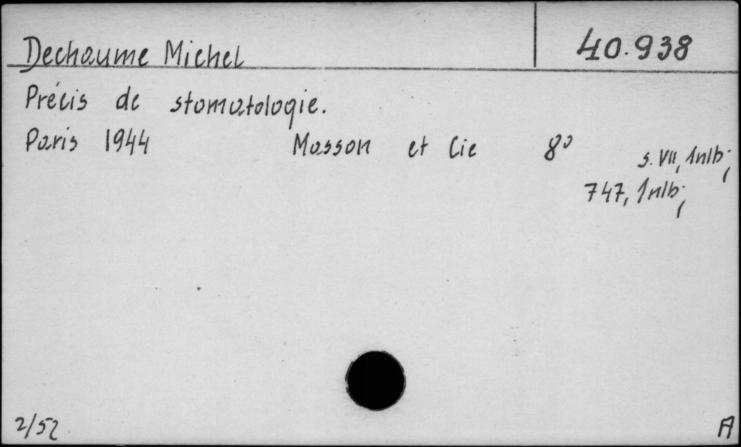 Dechaume Michel 40.938
Précis de stomatologie.
Paris 1944 Masson et Cie 8° s. VII, 1nlb;
747, 1nlb;
2/52 A